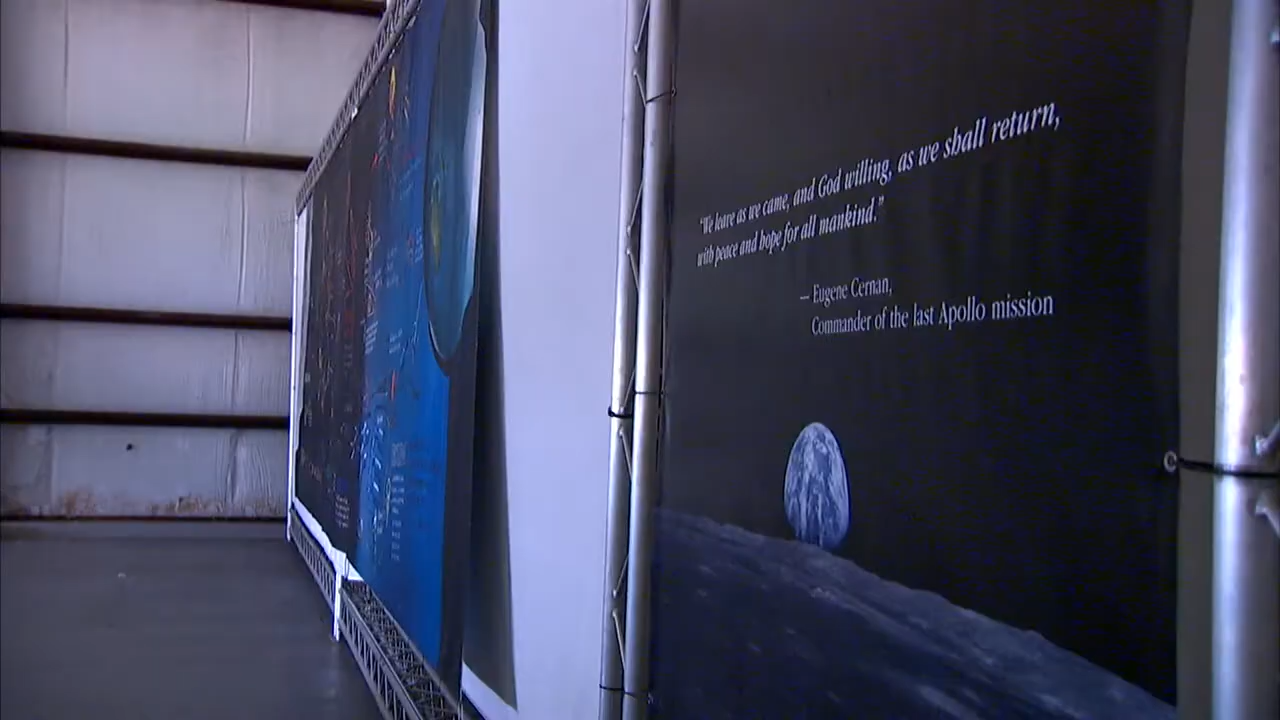 "We leave as we came, and God willing, as we shall return,
with peace and hope for all mankind."
— Eugene Cernan,
Commander of the last Apollo mission